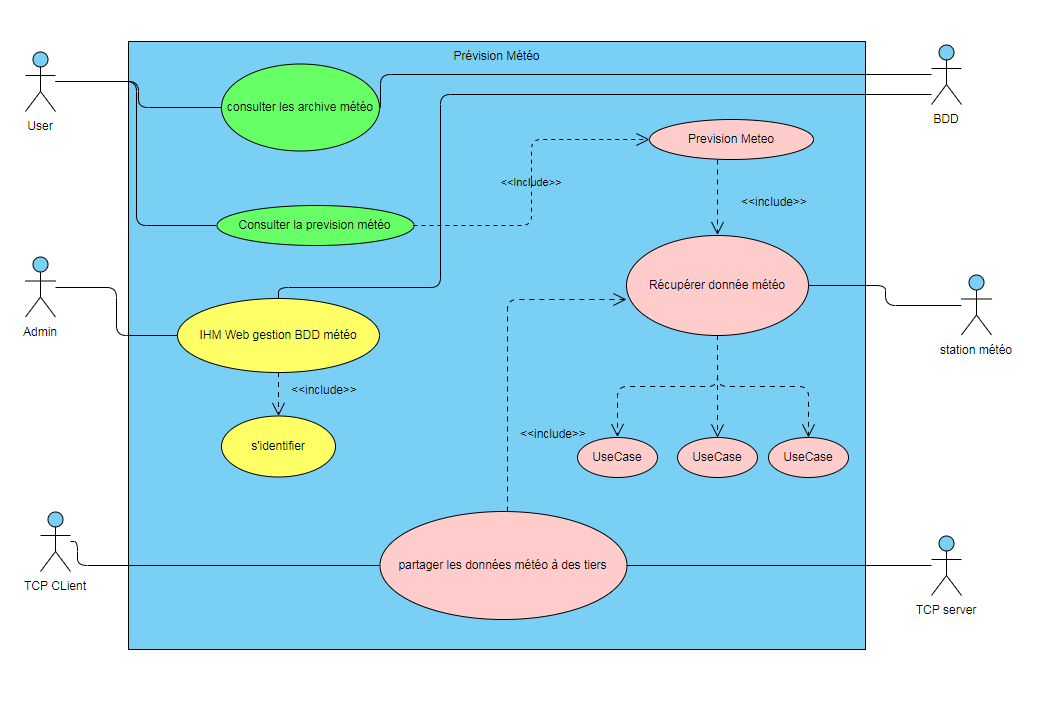 Prévision Météo
User
consulter les archive météo
BDD
Prevision Meteo
<<Include>>
<<include>>
Consulter la prevision météo
Admin
Récupérer donnée météo
station météo
IHM Web gestion BDD météo
<<include>>
<<include>>
s'identifier
UseCase
UseCase
UseCase
TCP CLient
partager les données météo à des tiers
TCP server